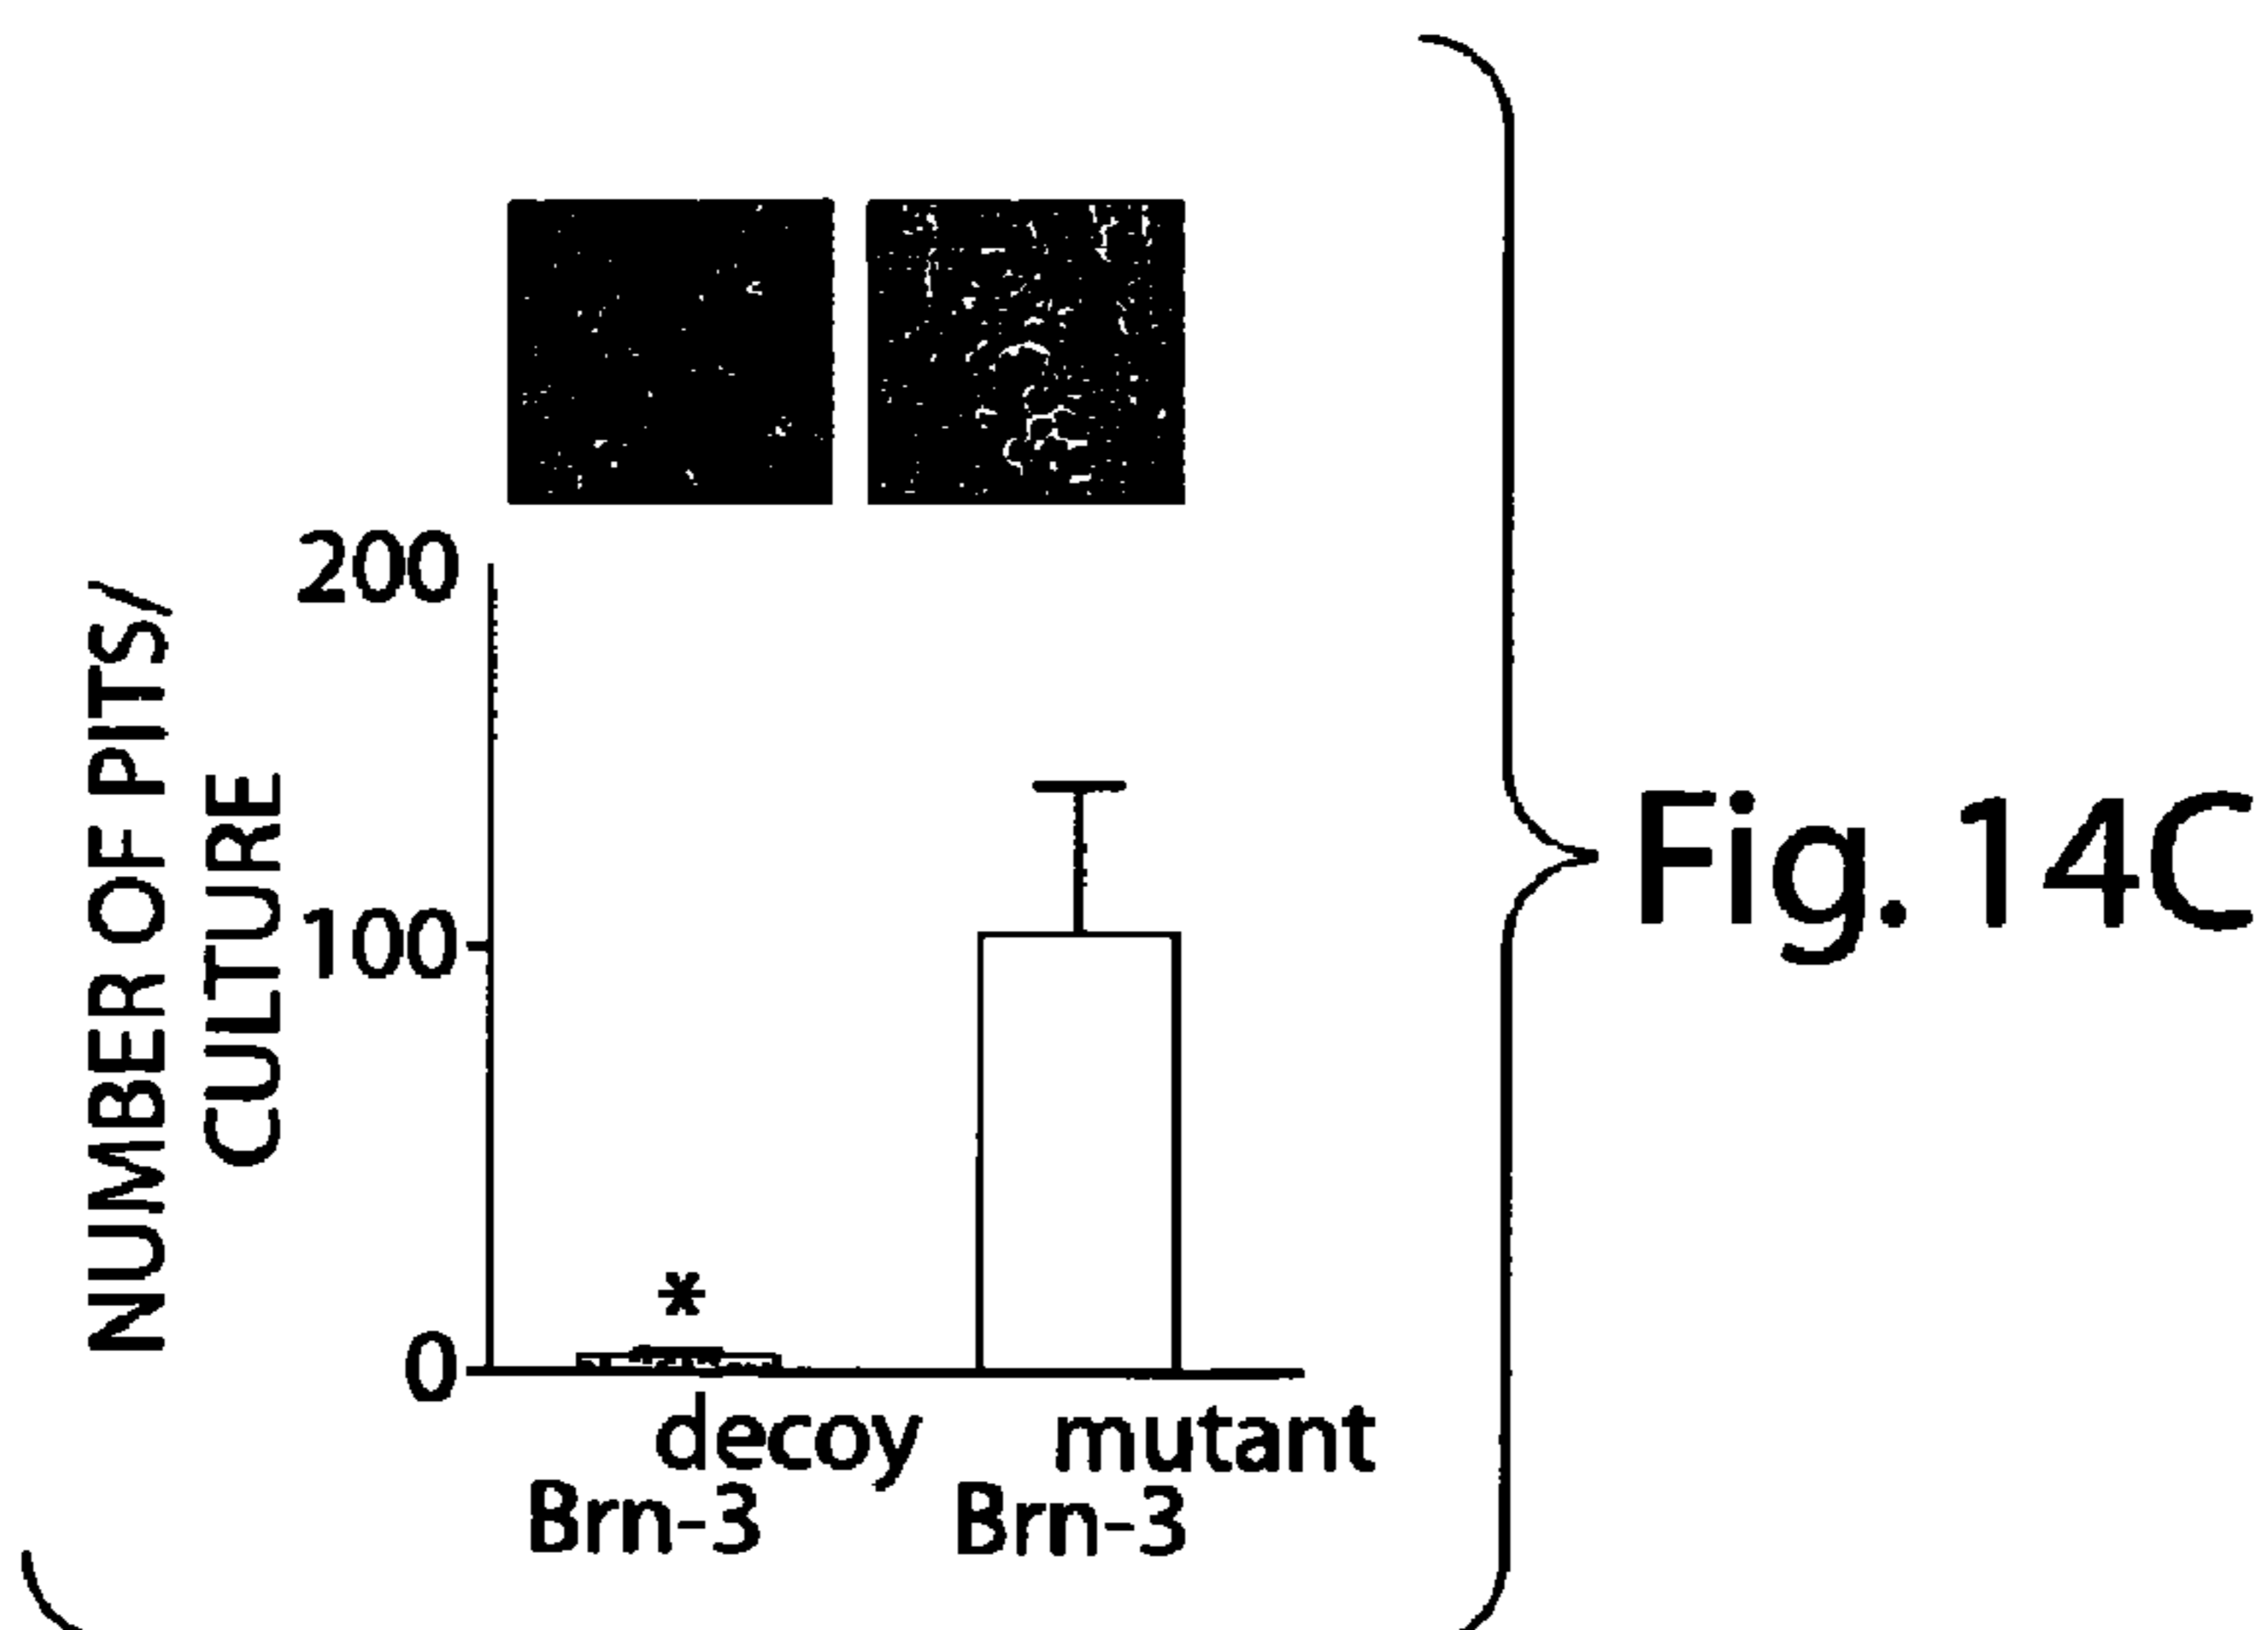 200
100
0
NUMBER OF PITS/
CULTURE
*
decoy
mutant
Brn-3
Brn-3
Fig.14C